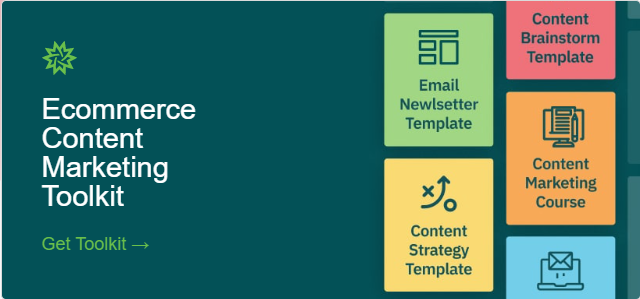 Ecommerce
Content
Marketing
Toolkit
Get Toolkit →
Email
Newlsetter
Template
Content
Strategy
Template
Content
Brainstorm
Template
Content
Marketing
Course